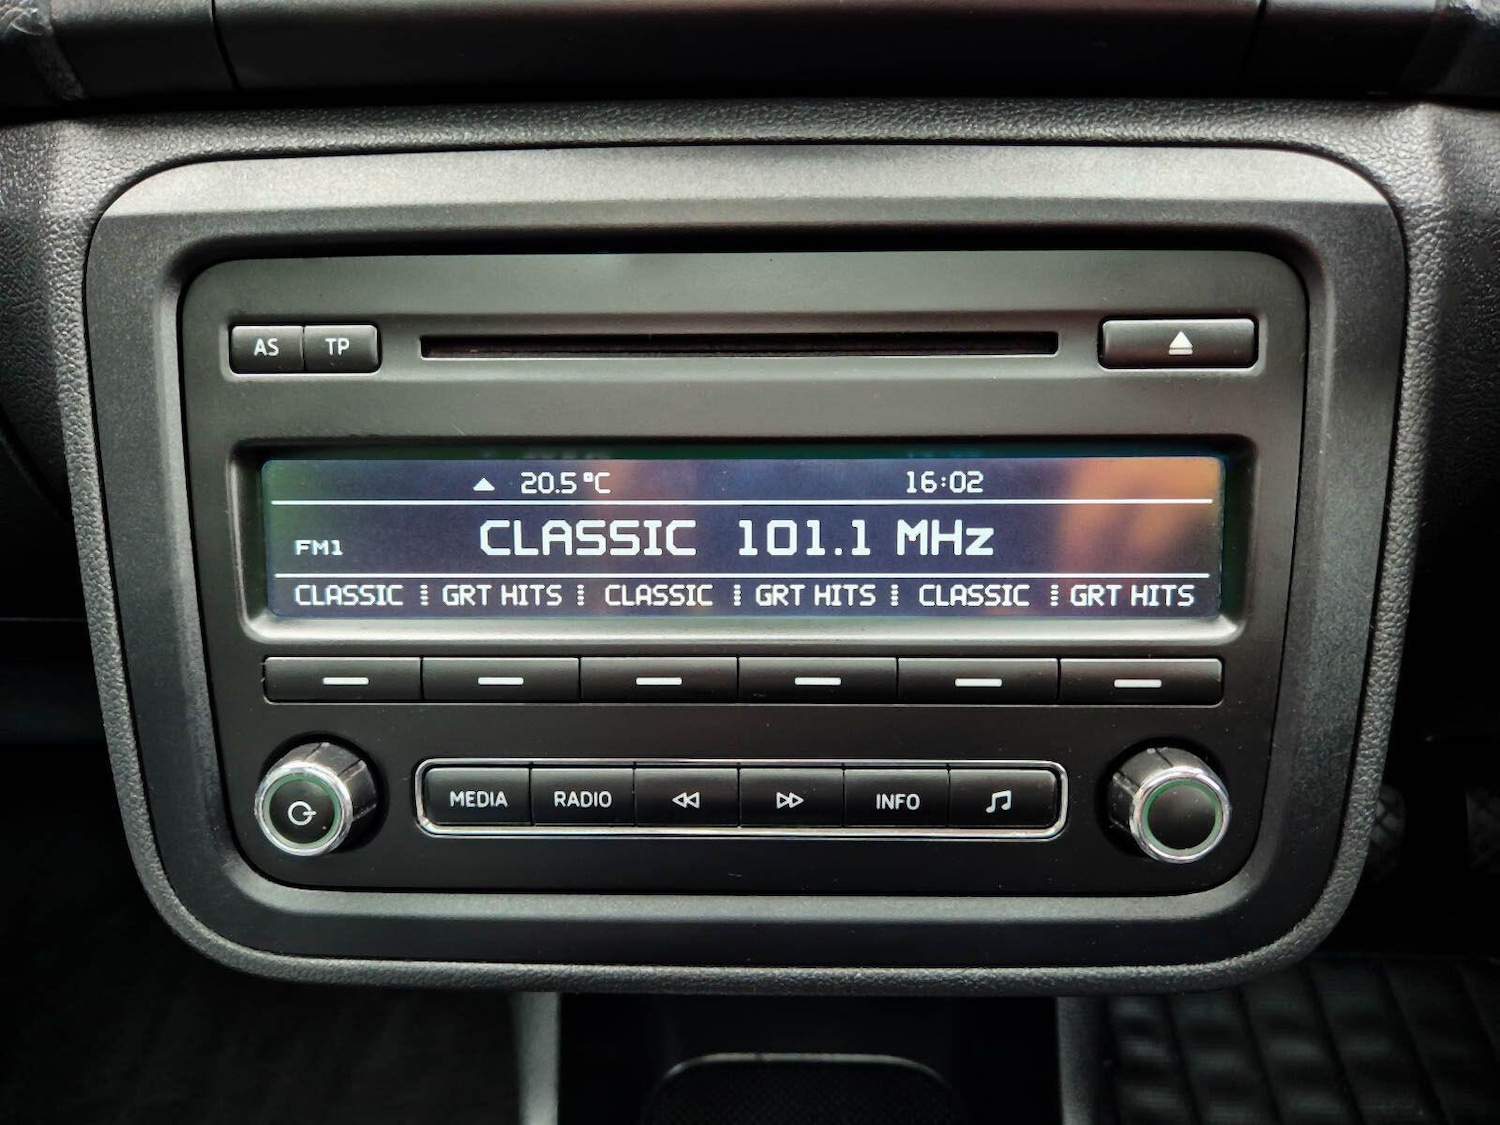 AS TP
20.5°C 16:02
FM1 CLASSIC 101.1 MHz
CLASSIC GRT HITS CLASSIC GRT HITS CLASSIC GRT HITS
MEDIA RADIO INFO